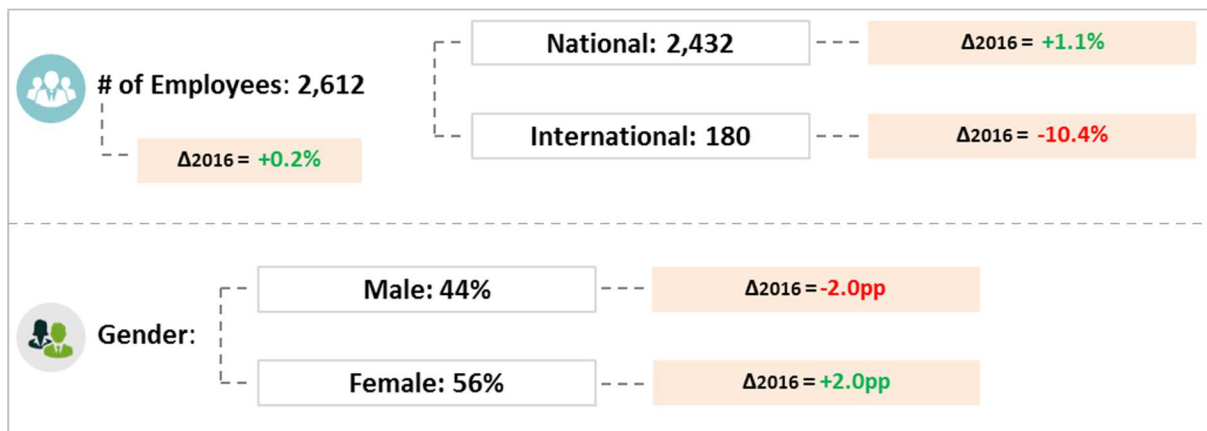 # of Employees: 2,612
Δ2016 = +0.2%
National: 2,432
Δ2016 = +1.1%
International: 180
Δ2016 = -10.4%
Gender:
Male: 44%
Δ2016 = -2.0pp
Female: 56%
Δ2016 = +2.0pp